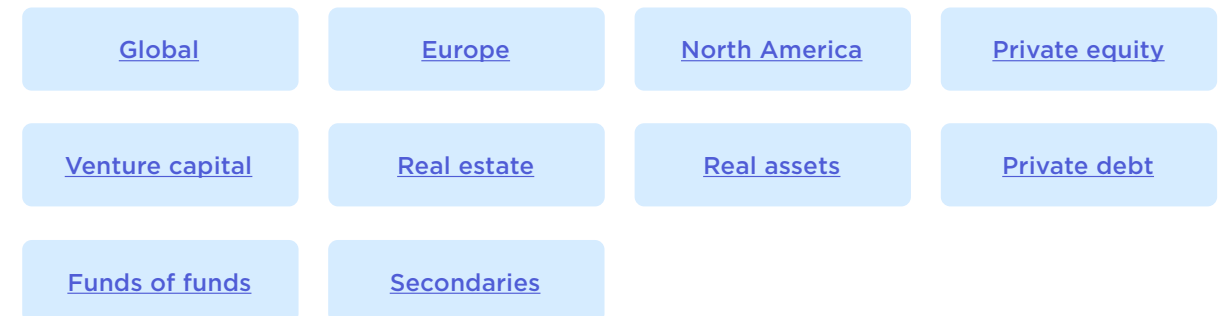 Global
Europe
North America
Private equity
Venture capital
Real estate
Real assets
Private debt
Funds of funds
Secondaries